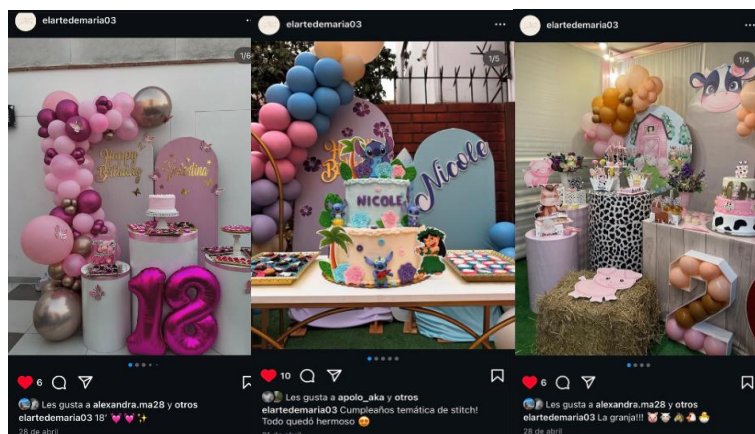 elartedemaria03
1/6
Happy
Birthday
18
6
Les gusta a alexandra.ma28 y otros
elartedemaria03 18'
28 de abril
elartedemaria03
1/5
Nicole
NICOLE
10
Les gusta a apolo_aka y otros
elartedemaria03 Cumpleaños temática de stitch!
Todo quedó hermoso 😍
elartedemaria03
1/4
2
6
Les gusta a alexandra.ma28 y otros
elartedemaria03 La granja!!!
28 de abril